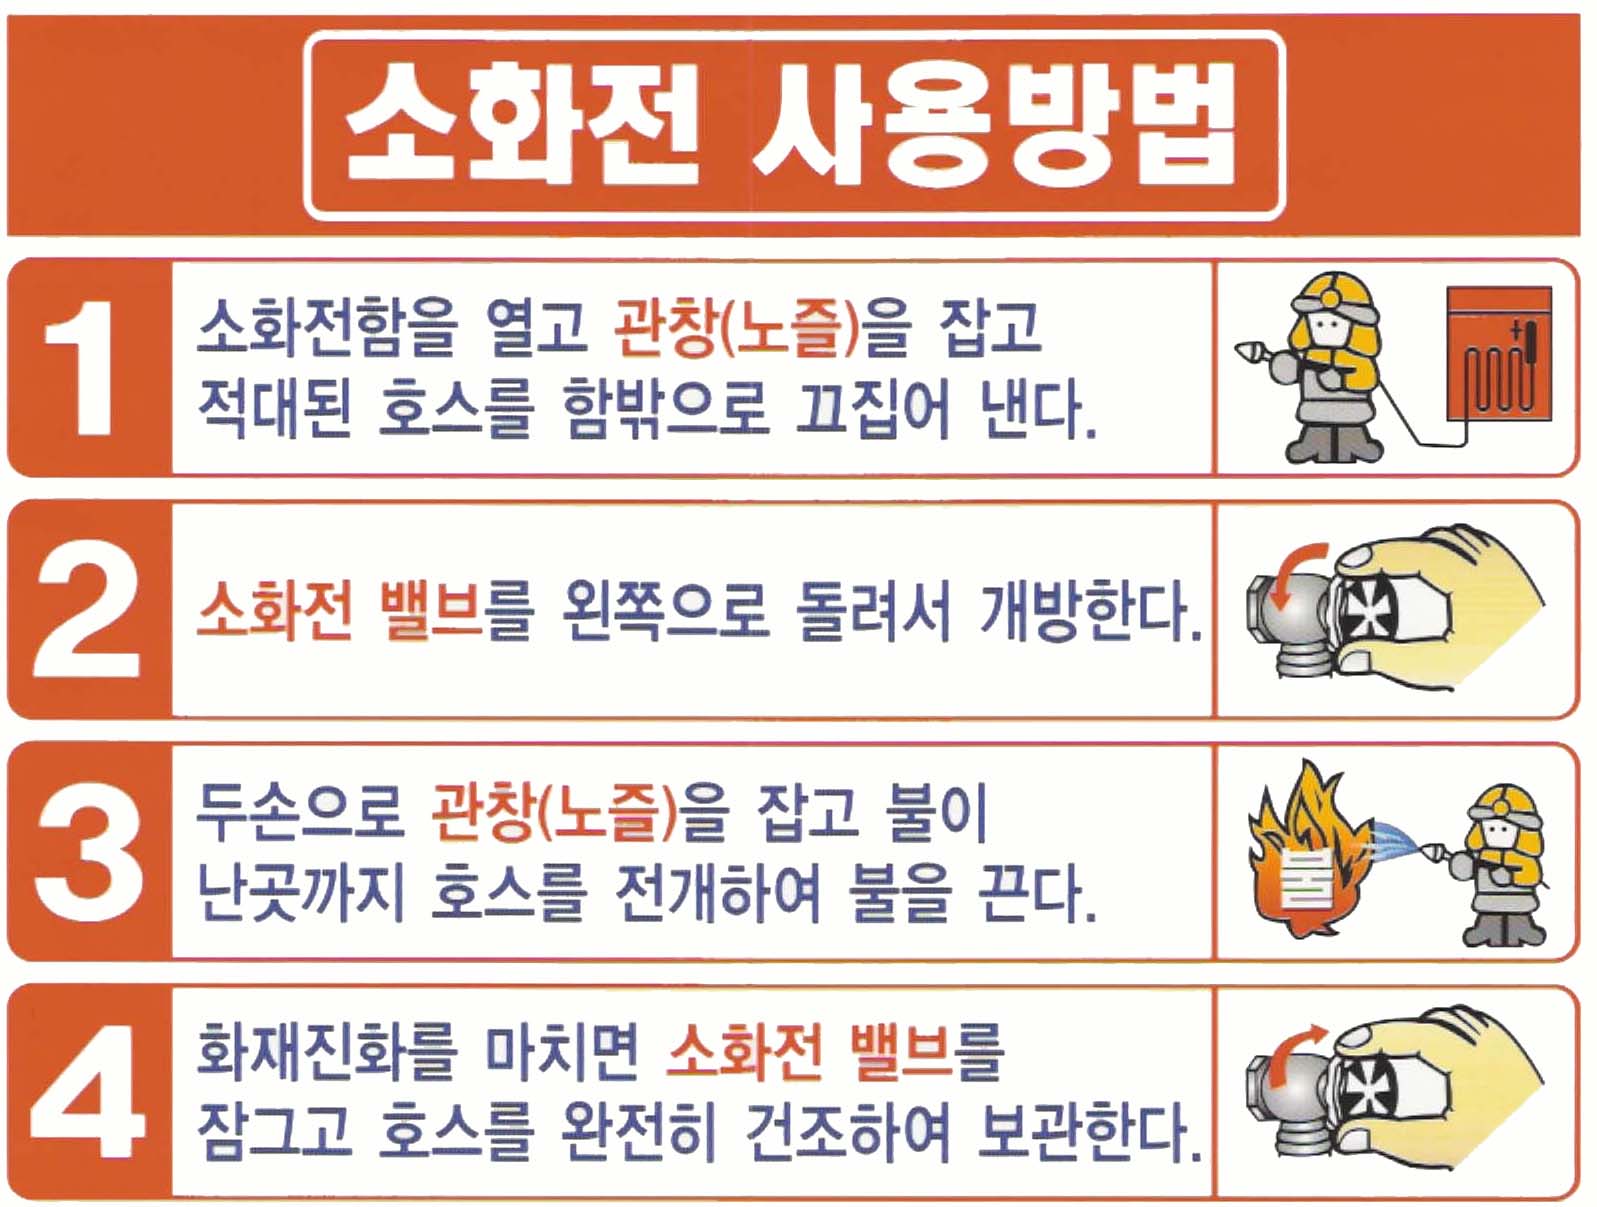 소화전 사용방법
1
소화전함을 열고 관창(노즐)을 잡고
적대된 호스를 함밖으로 끄집어 낸다.
2
소화전 밸브를 왼쪽으로 돌려서 개방한다.
3
두손으로 관창(노즐)을 잡고 불이
난곳까지 호스를 전개하여 불을 끈다.
불
4
화재진화를 마치면 소화전 밸브를
잠그고 호스를 완전히 건조하여 보관한다.